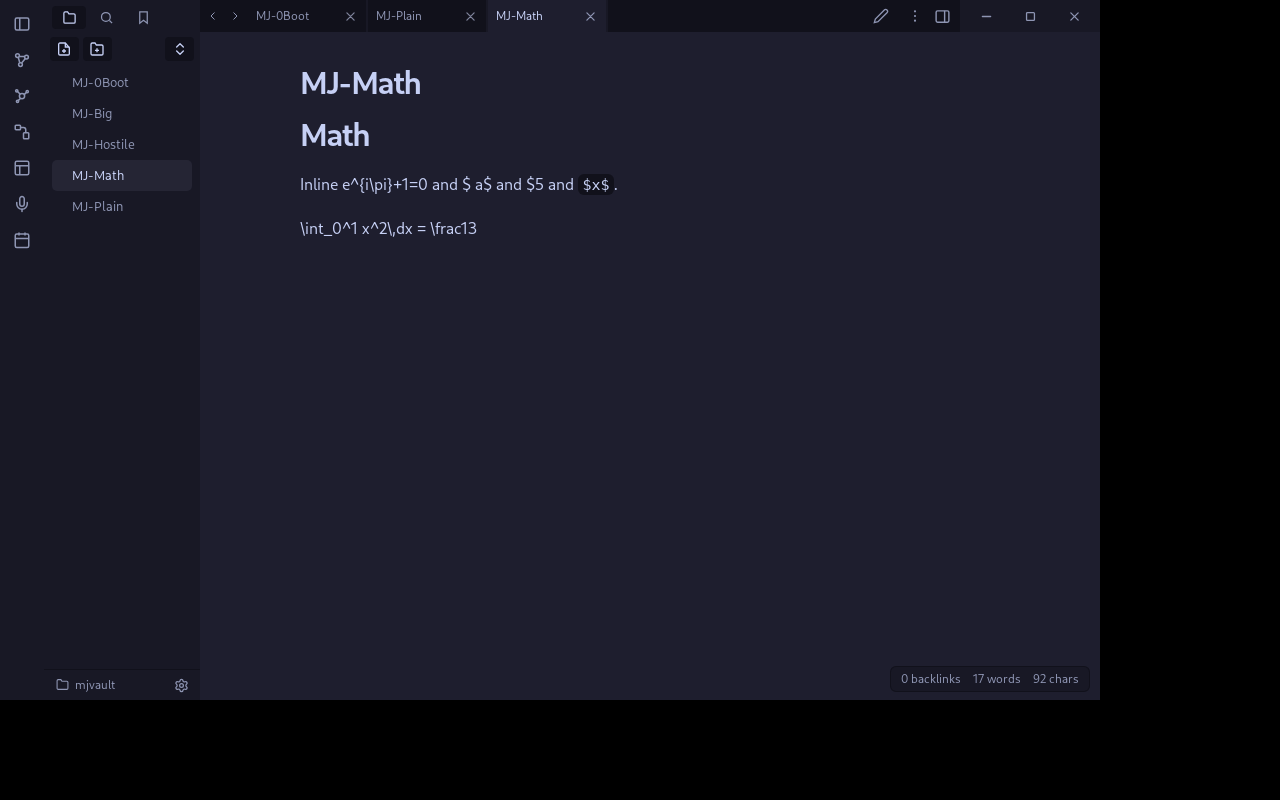 MJ-0Boot
MJ-Plain
MJ-Math
MJ-0Boot
MJ-Big
MJ-Hostile
MJ-Math
MJ-Plain
MJ-Math
Math
Inline e^{i\pi}+1=0 and $ a$ and $5 and $x$ .
\int_0^1 x^2\,dx = \frac13
mjvault
0 backlinks 17 words 92 chars